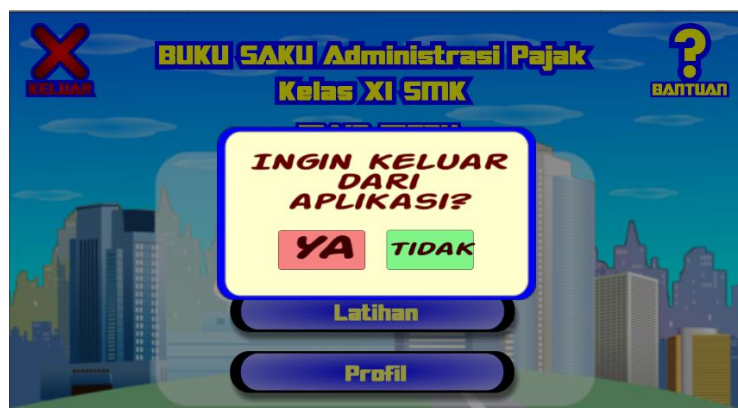 KELUAR
BUKU SAKU Administrasi Pajak
Kelas XI SMK
BANTUAN
INGIN KELUAR
DARI
APLIKASI?
YA
TIDAK
Latihan
Profil